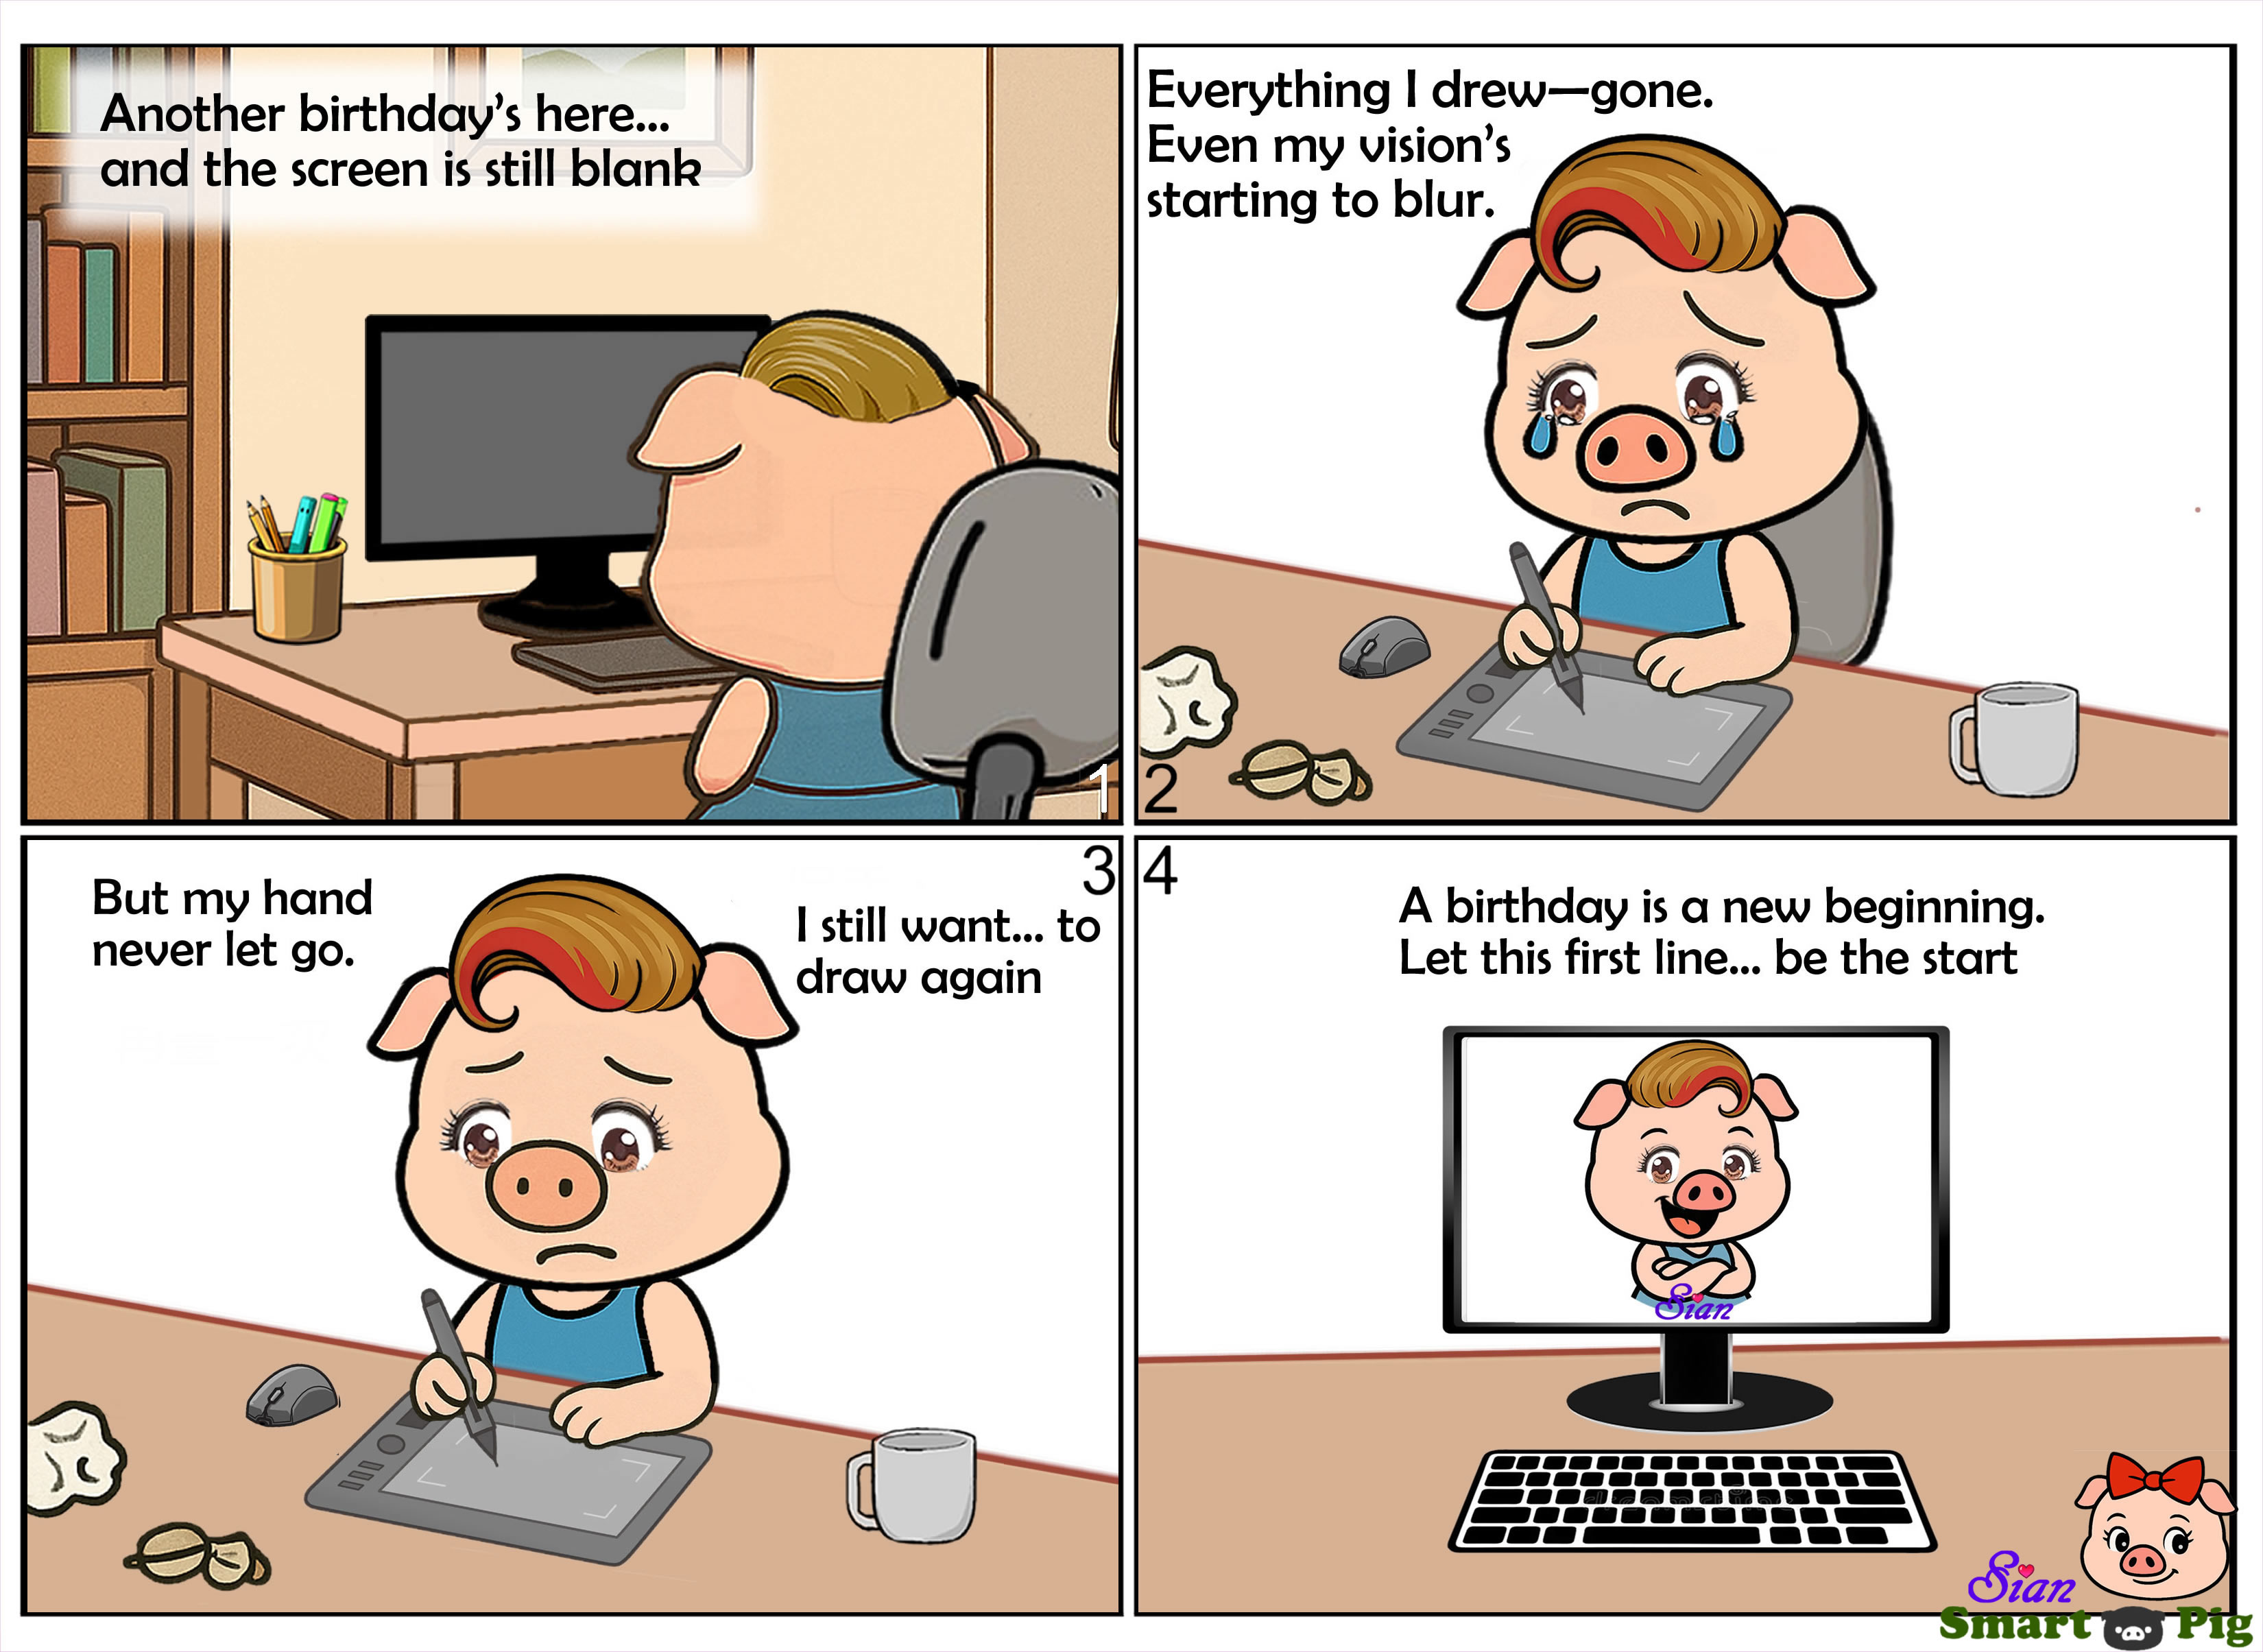 Another birthday’s here...
and the screen is still blank
1
Everything I drew—gone.
Even my vision’s
starting to blur.
2
But my hand
never let go.
I still want... to
draw again
3
4
A birthday is a new beginning.
Let this first line... be the start
Sian
Sian
Smart Pig